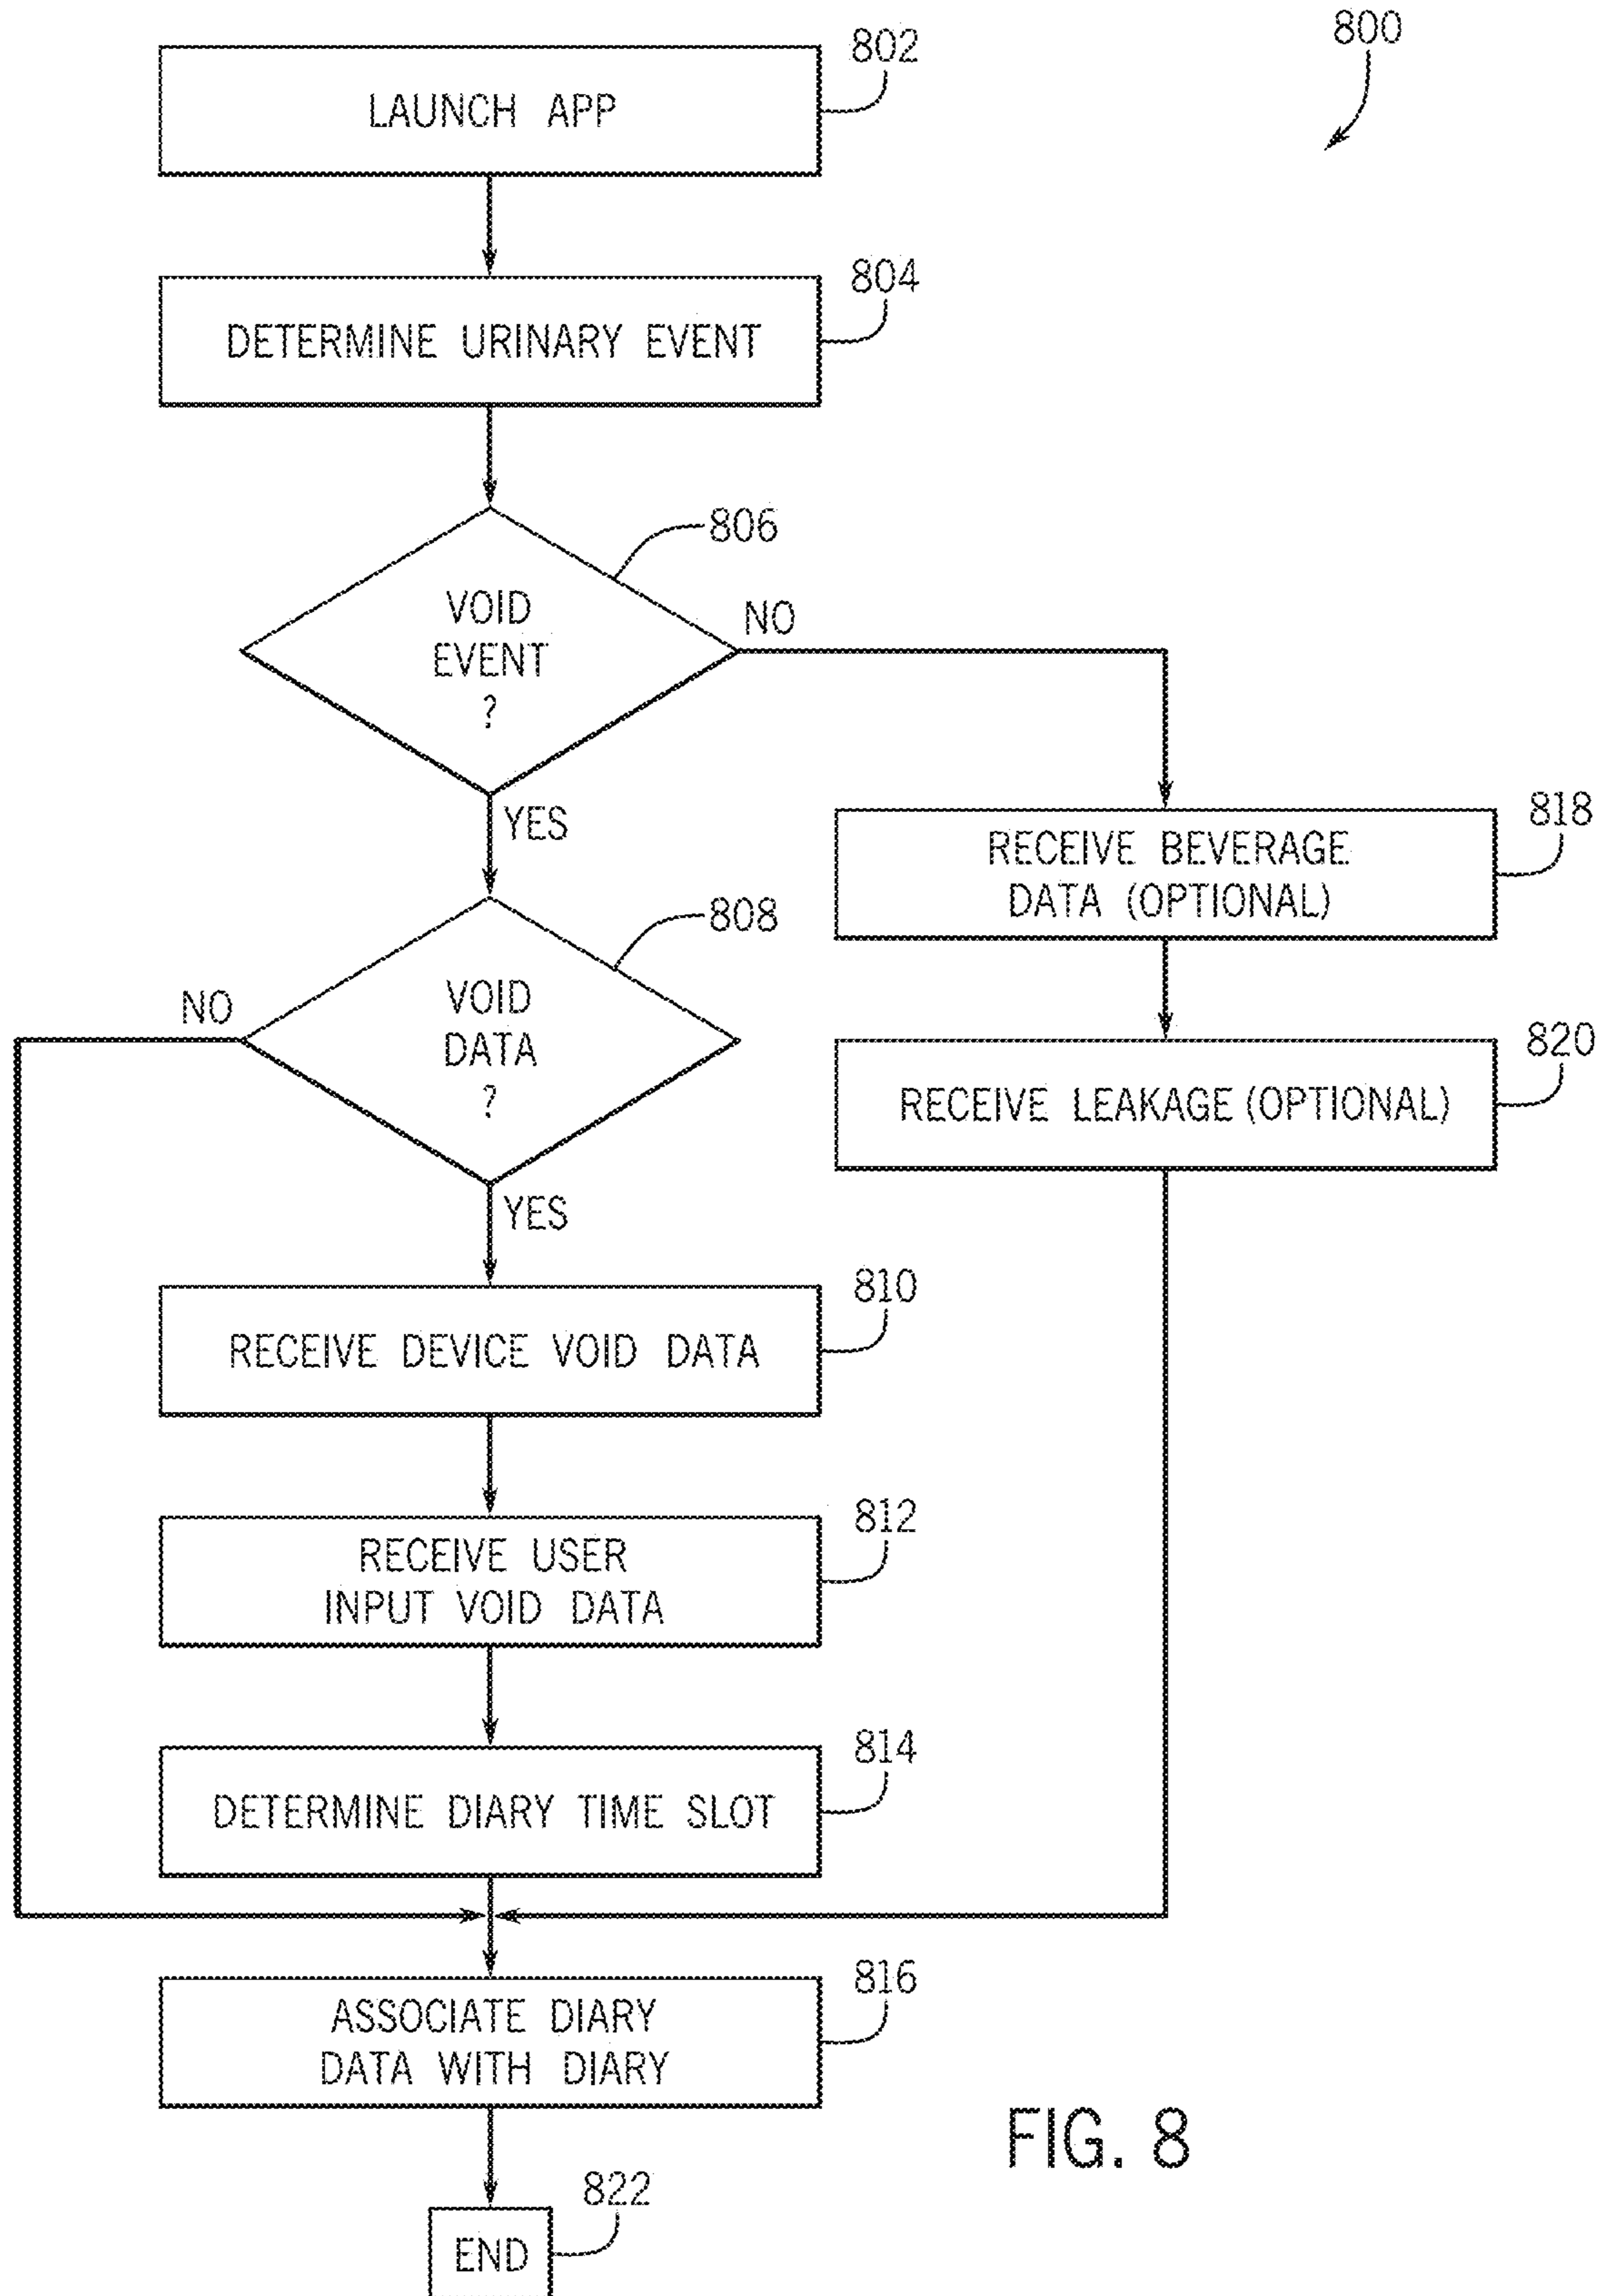 800
802
LAUNCH APP
804
DETERMINE URINARY EVENT
806
VOID
EVENT
?
NO
YES
818
RECEIVE BEVERAGE
DATA (OPTIONAL)
808
VOID
DATA
?
NO
YES
820
RECEIVE LEAKAGE (OPTIONAL)
810
RECEIVE DEVICE VOID DATA
812
RECEIVE USER
INPUT VOID DATA
814
DETERMINE DIARY TIME SLOT
816
ASSOCIATE DIARY
DATA WITH DIARY
822
END
FIG. 8